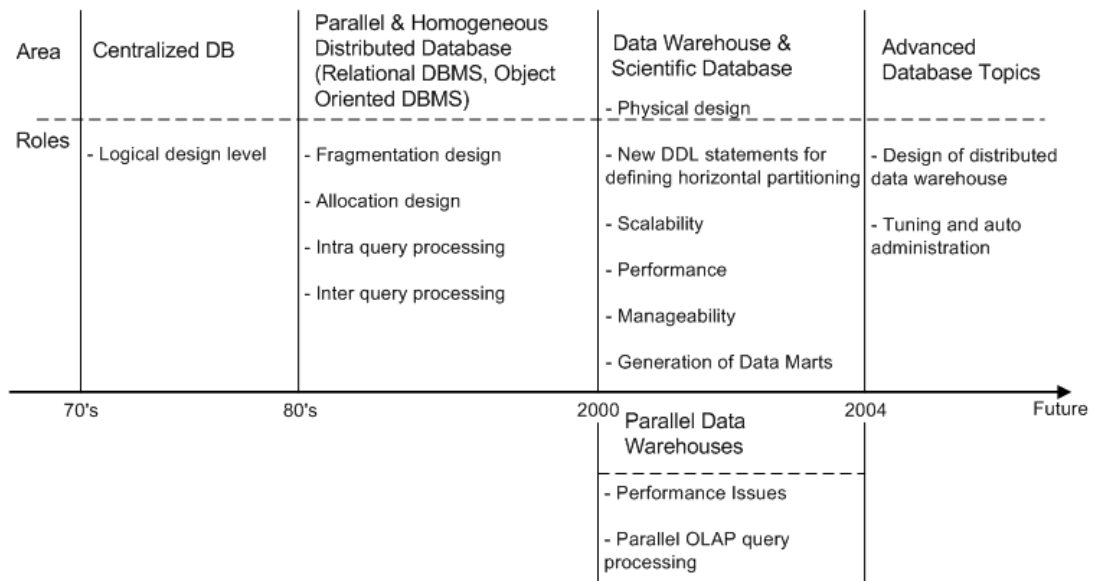 Area
Centralized DB
Parallel & Homogeneous
Distributed Database
(Relational DBMS, Object
Oriented DBMS)
Data Warehouse &
Scientific Database
Advanced
Database Topics
Roles
- Logical design level
- Fragmentation design
- Allocation design
- Intra query processing
- Inter query processing
- Physical design
- New DDL statements for
defining horizontal partitioning
- Scalability
- Performance
- Manageability
- Generation of Data Marts
- Design of distributed
data warehouse
- Tuning and auto
administration
70's
80's
2000
2004
Future
Parallel Data
Warehouses
- Performance Issues
- Parallel OLAP query
processing